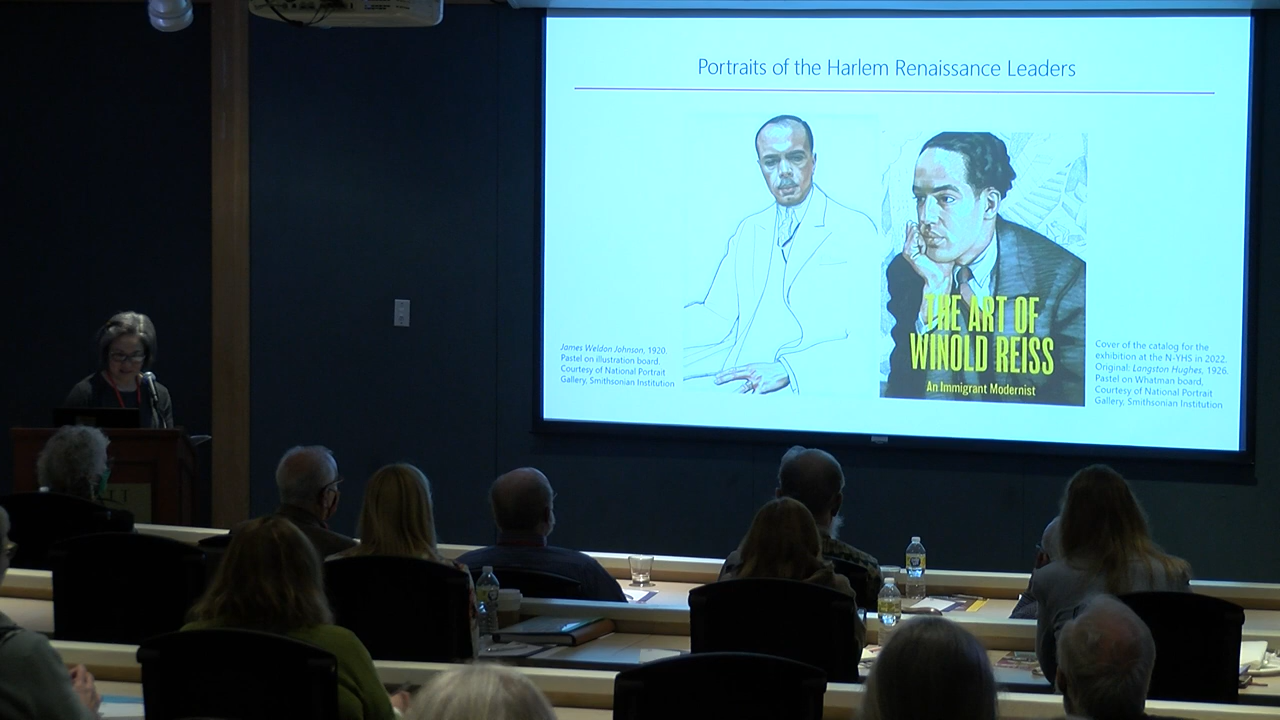 Portraits of the Harlem Renaissance Leaders
James Weldon Johnson, 1920.
Pastel on illustration board.
Courtesy of National Portrait
Gallery, Smithsonian Institution
THE ART OF
WINOLD REISS
An Immigrant Modernist
Cover of the catalog for the
exhibition at the N-YHS in 2022.
Original: Langston Hughes, 1926.
Pastel on Whatman board,
Courtesy of National Portrait
Gallery, Smithsonian Institution